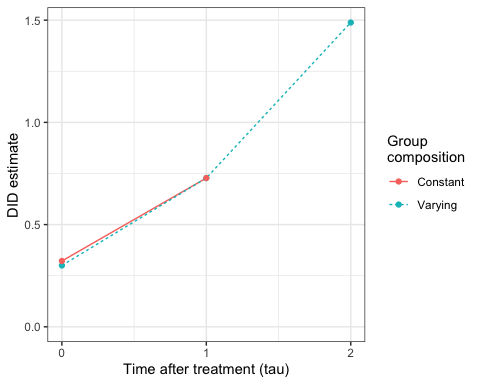 1.5
1.0
0.5
0.0
0
1
2
DID estimate
Time after treatment (tau)
Group
composition
Constant
Varying